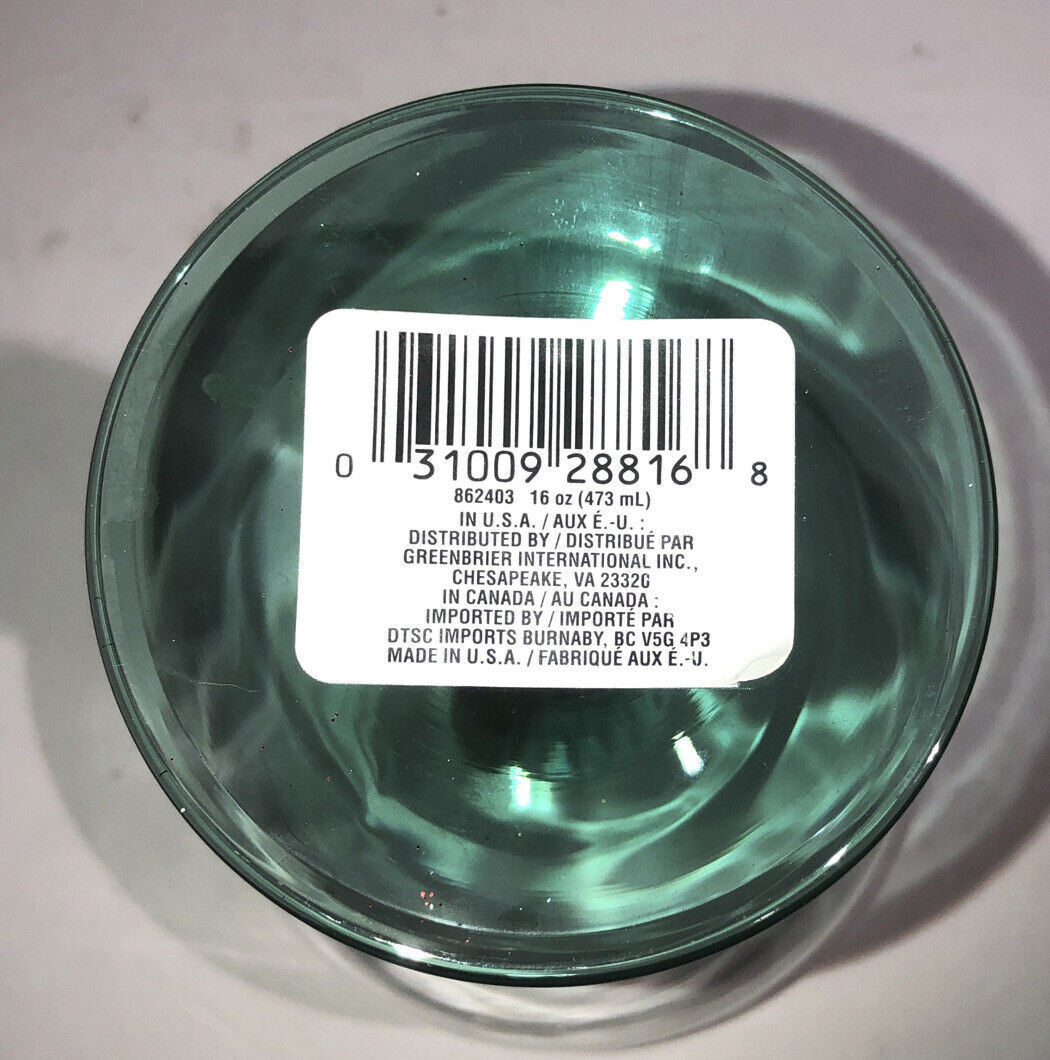 0 31009 28816 8
862403 16 oz (473 mL)
IN U.S.A. / AUX É.-U. :
DISTRIBUTED BY / DISTRIBUÉ PAR
GREENBRIER INTERNATIONAL INC.,
CHESAPEAKE, VA 23320
IN CANADA / AU CANADA :
IMPORTED BY / IMPORTÉ PAR
DTSC IMPORTS BURNABY, BC V5G 4P3
MADE IN U.S.A. / FABRIQUÉ AUX É.-U.